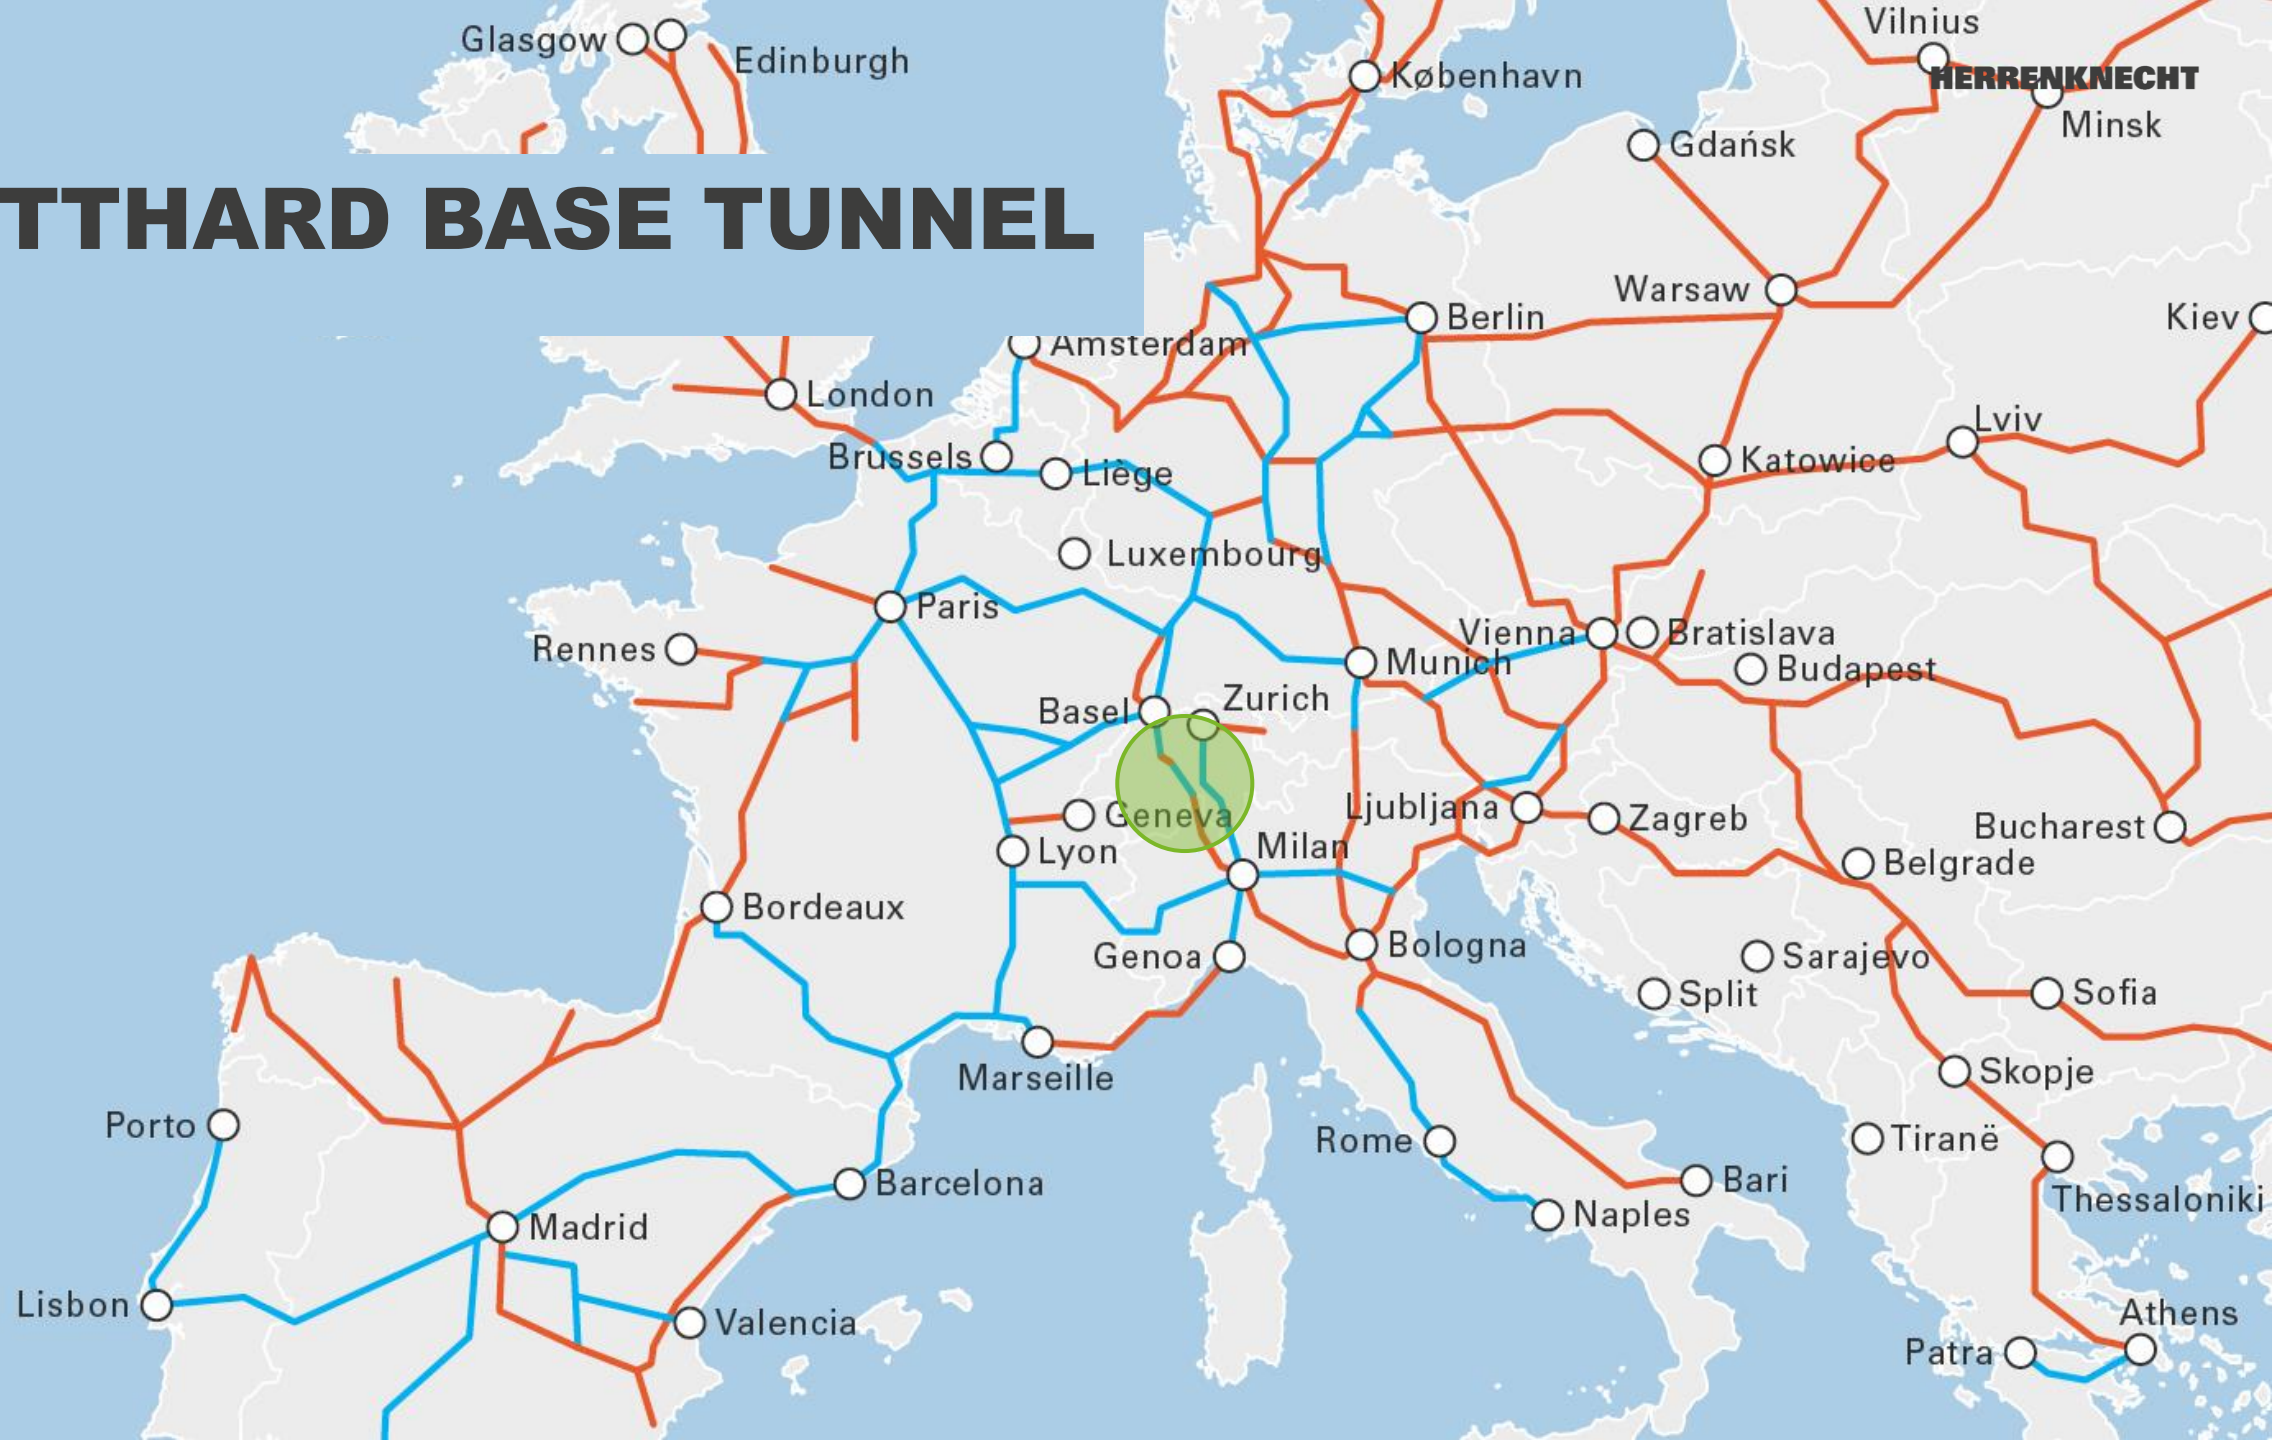 Glasgow
Edinburgh
København
Vilnius
HERRENKNECHT
Minsk
Gdańsk
TTHARD BASE TUNNEL
Warsaw
Berlin
Kiev
Amsterdam
London
Lviv
Brussels
Liège
Katowice
Luxembourg
Paris
Rennes
Vienna
Bratislava
Munich
Budapest
Basel
Zurich
Geneva
Ljubljana
Zagreb
Bucharest
Lyon
Milan
Belgrade
Bordeaux
Genoa
Bologna
Sarajevo
Split
Sofia
Marseille
Skopje
Porto
Rome
Tiranë
Barcelona
Bari
Thessaloniki
Madrid
Naples
Lisbon
Valencia
Athens
Patra